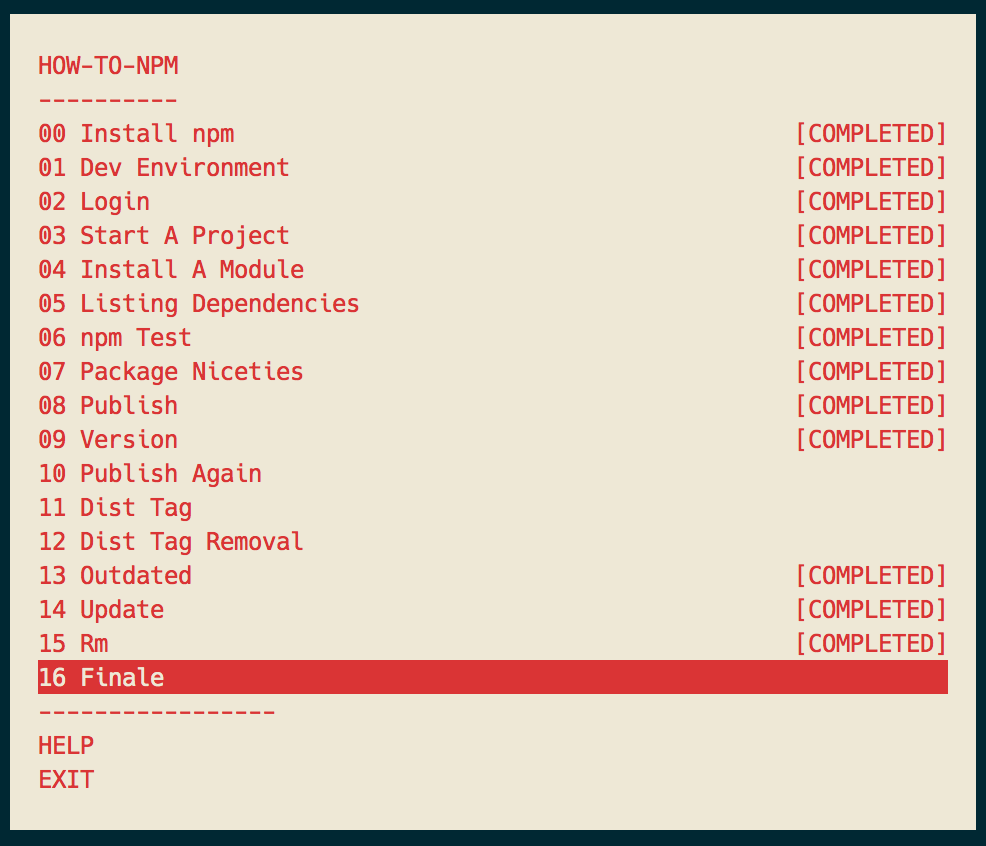 HOW-TO-NPM
----------
00 Install npm [COMPLETED]
01 Dev Environment [COMPLETED]
02 Login [COMPLETED]
03 Start A Project [COMPLETED]
04 Install A Module [COMPLETED]
05 Listing Dependencies [COMPLETED]
06 npm Test [COMPLETED]
07 Package Niceties [COMPLETED]
08 Publish [COMPLETED]
09 Version [COMPLETED]
10 Publish Again
11 Dist Tag
12 Dist Tag Removal
13 Outdated [COMPLETED]
14 Update [COMPLETED]
15 Rm [COMPLETED]
16 Finale
-----------------
HELP
EXIT